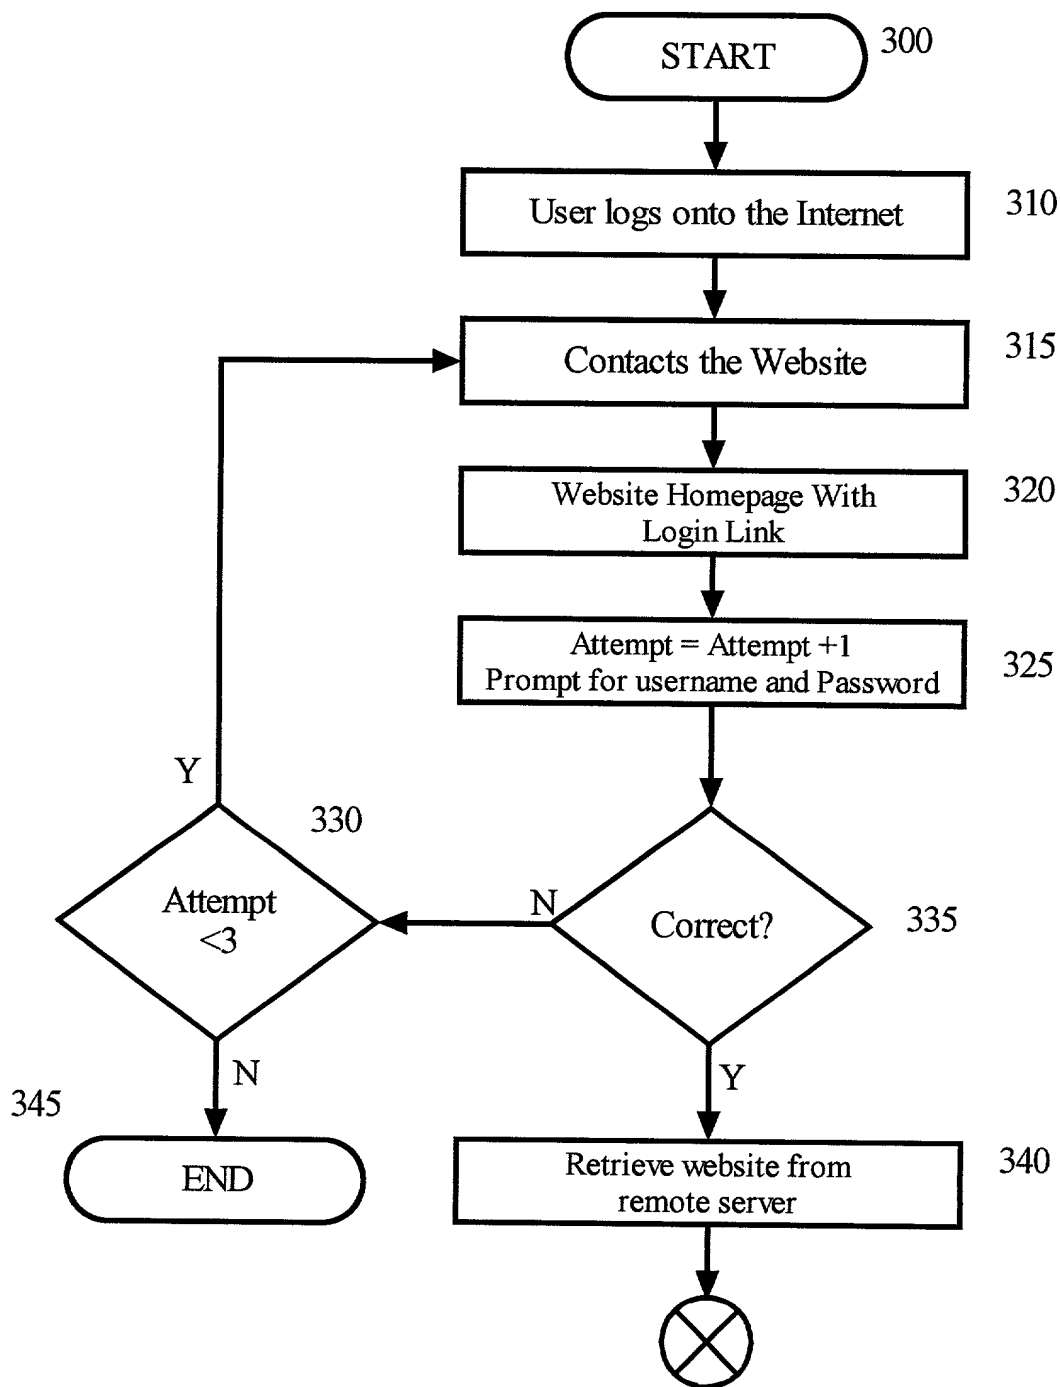 START
300
User logs onto the Internet
310
Contacts the Website
315
Website Homepage With
Login Link
320
Attempt = Attempt +1
Prompt for username and Password
325
Y
330
Attempt
<3
N
Correct?
335
N
Y
345
END
Retrieve website from
remote server
340